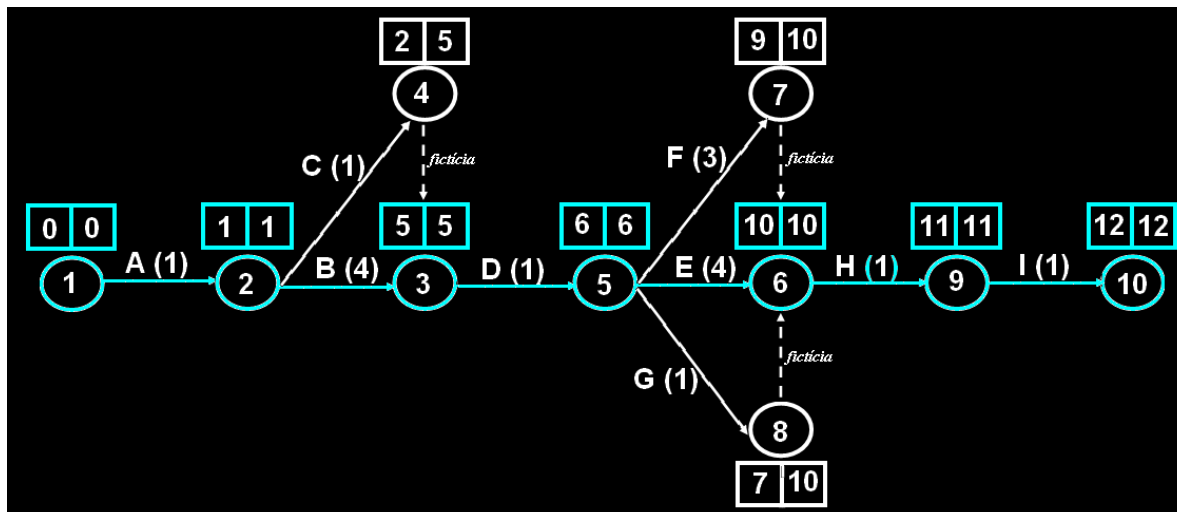 2 5
9 10
4
7
C (1)
fictícia
F (3)
fictícia
0 0
1 1
5 5
6 6
10 10
11 11
12 12
A (1)
B (4)
D (1)
E (4)
H (1)
I (1)
1
2
3
5
6
9
10
G (1)
fictícia
8
7 10